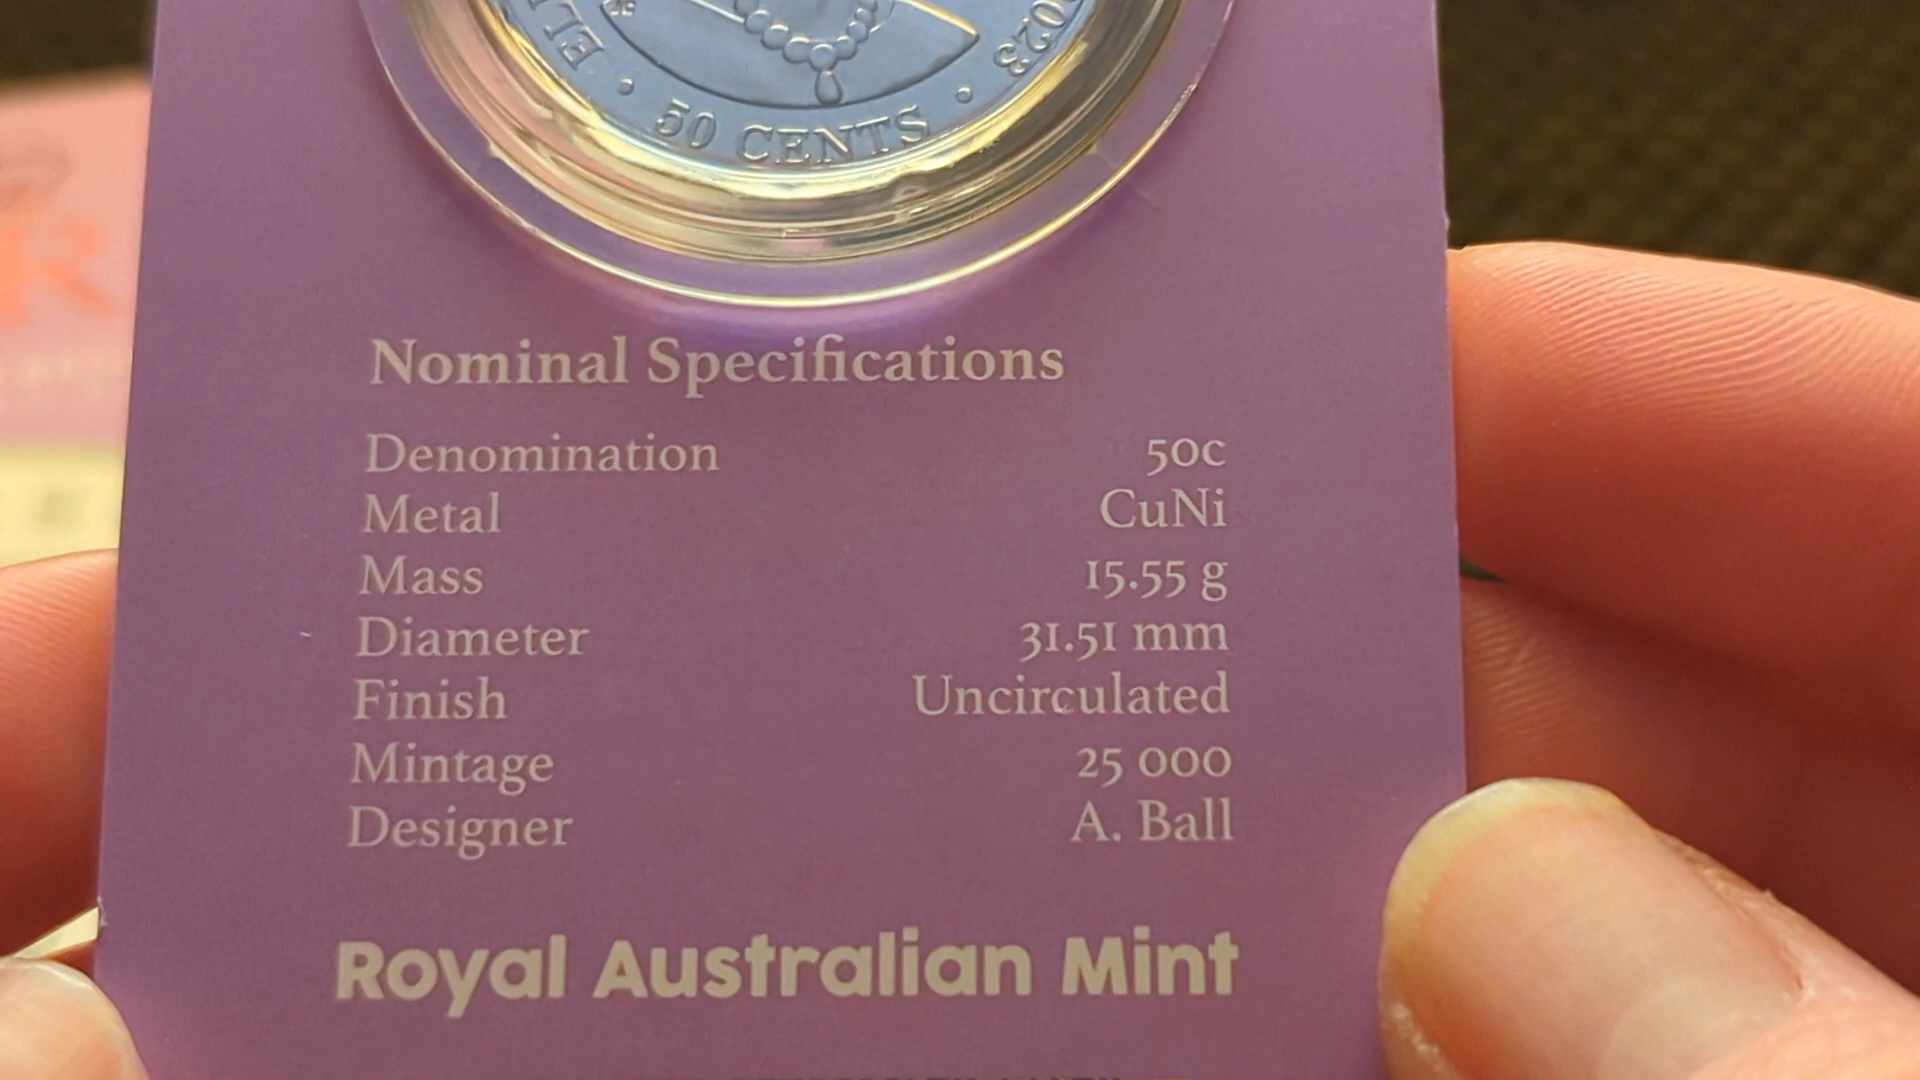 50 CENTS
2023
Nominal Specifications
Denomination 50c
Metal CuNi
Mass 15.55 g
Diameter 31.51 mm
Finish Uncirculated
Mintage 25 000
Designer A. Ball
Royal Australian Mint